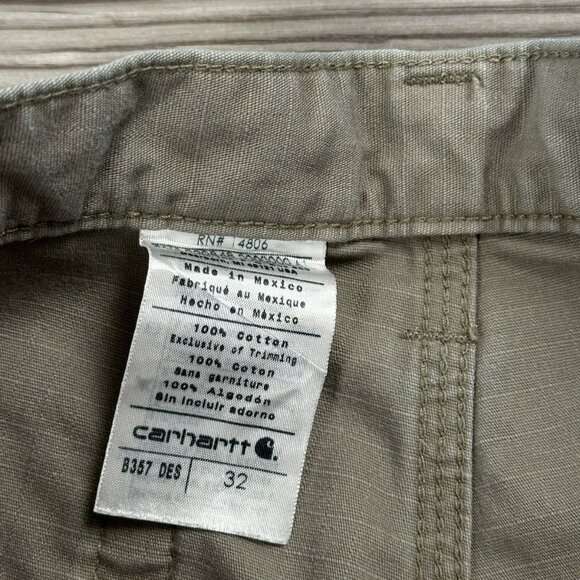 RN# 14806
Made in Mexico
Fabriqué au Mexique
Hecho en México
100% Cotton
Exclusive of Trimming
100% Coton
Sans garniture
100% Algodón
Sin incluir adorno
carhartt
B357 DES 32